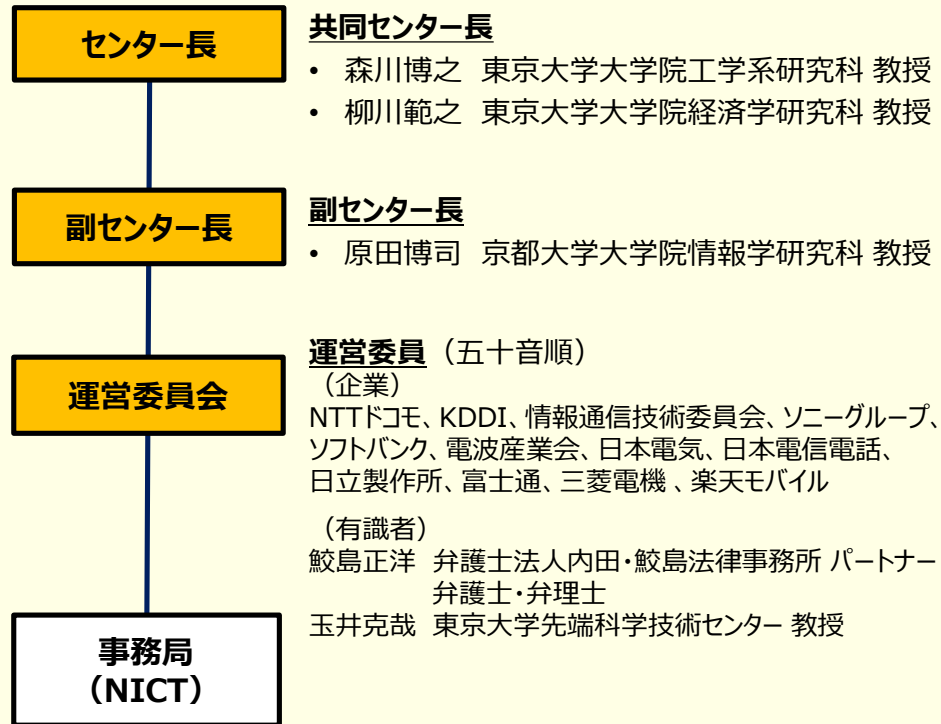 センター長
共同センター長
• 森川博之 東京大学大学院工学系研究科 教授
• 柳川範之 東京大学大学院経済学研究科 教授
副センター長
副センター長
• 原田博司 京都大学大学院情報学研究科 教授
運営委員会
運営委員（五十音順）
（企業）
NTTドコモ、KDDI、情報通信技術委員会、ソニーグループ、
ソフトバンク、電波産業会、日本電気、日本電信電話、
日立製作所、富士通、三菱電機 、楽天モバイル
（有識者）
鮫島正洋 弁護士法人内田・鮫島法律事務所 パートナー
弁護士・弁理士
玉井克哉 東京大学先端科学技術センター 教授
事務局
（NICT）